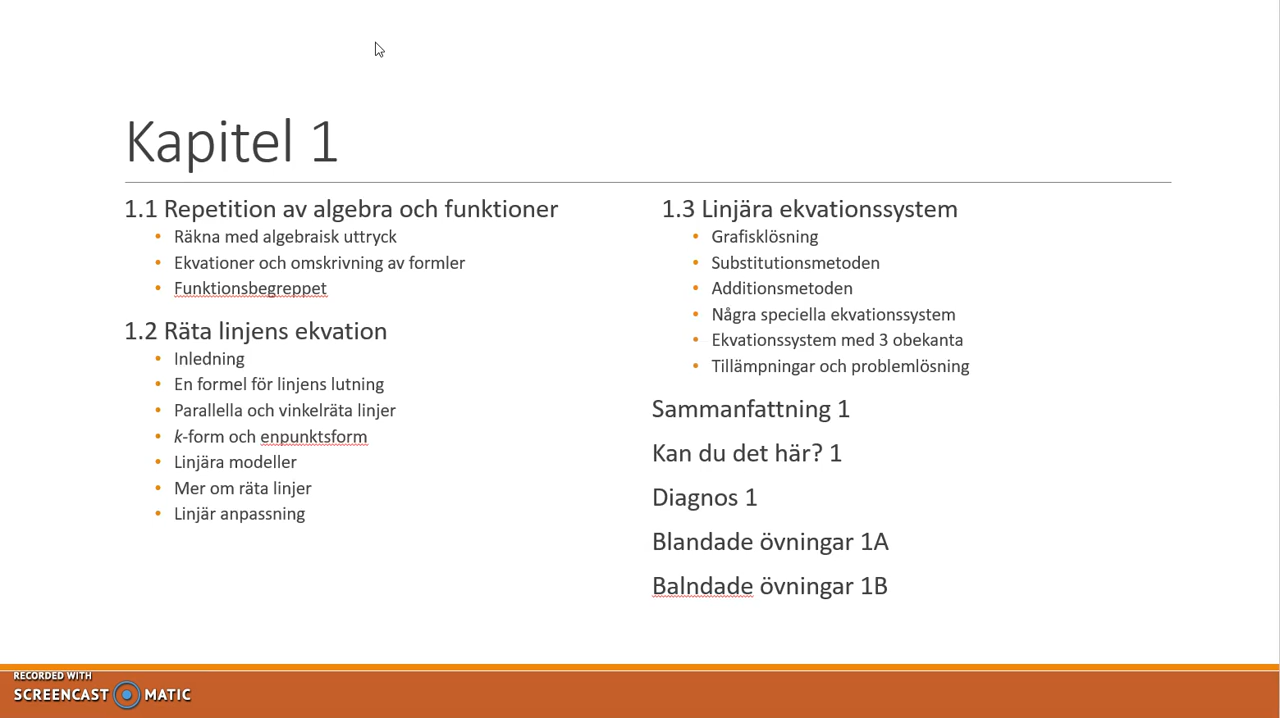 Kapitel 1
1.1 Repetition av algebra och funktioner
• Räkna med algebraisk uttryck
• Ekvationer och omskrivning av formler
• Funktionsbegreppet
1.2 Räta linjens ekvation
• Inledning
• En formel för linjens lutning
• Parallella och vinkelräta linjer
• k-form och enpunktsform
• Linjära modeller
• Mer om räta linjer
• Linjär anpassning
1.3 Linjära ekvationssystem
• Grafisklösning
• Substitutionsmetoden
• Additionsmetoden
• Några speciella ekvationssystem
• Ekvationssystem med 3 obekanta
• Tillämpningar och problemlösning
Sammanfattning 1
Kan du det här? 1
Diagnos 1
Blandade övningar 1A
Balndade övningar 1B
RECORDED WITH
SCREENCAST MATIC